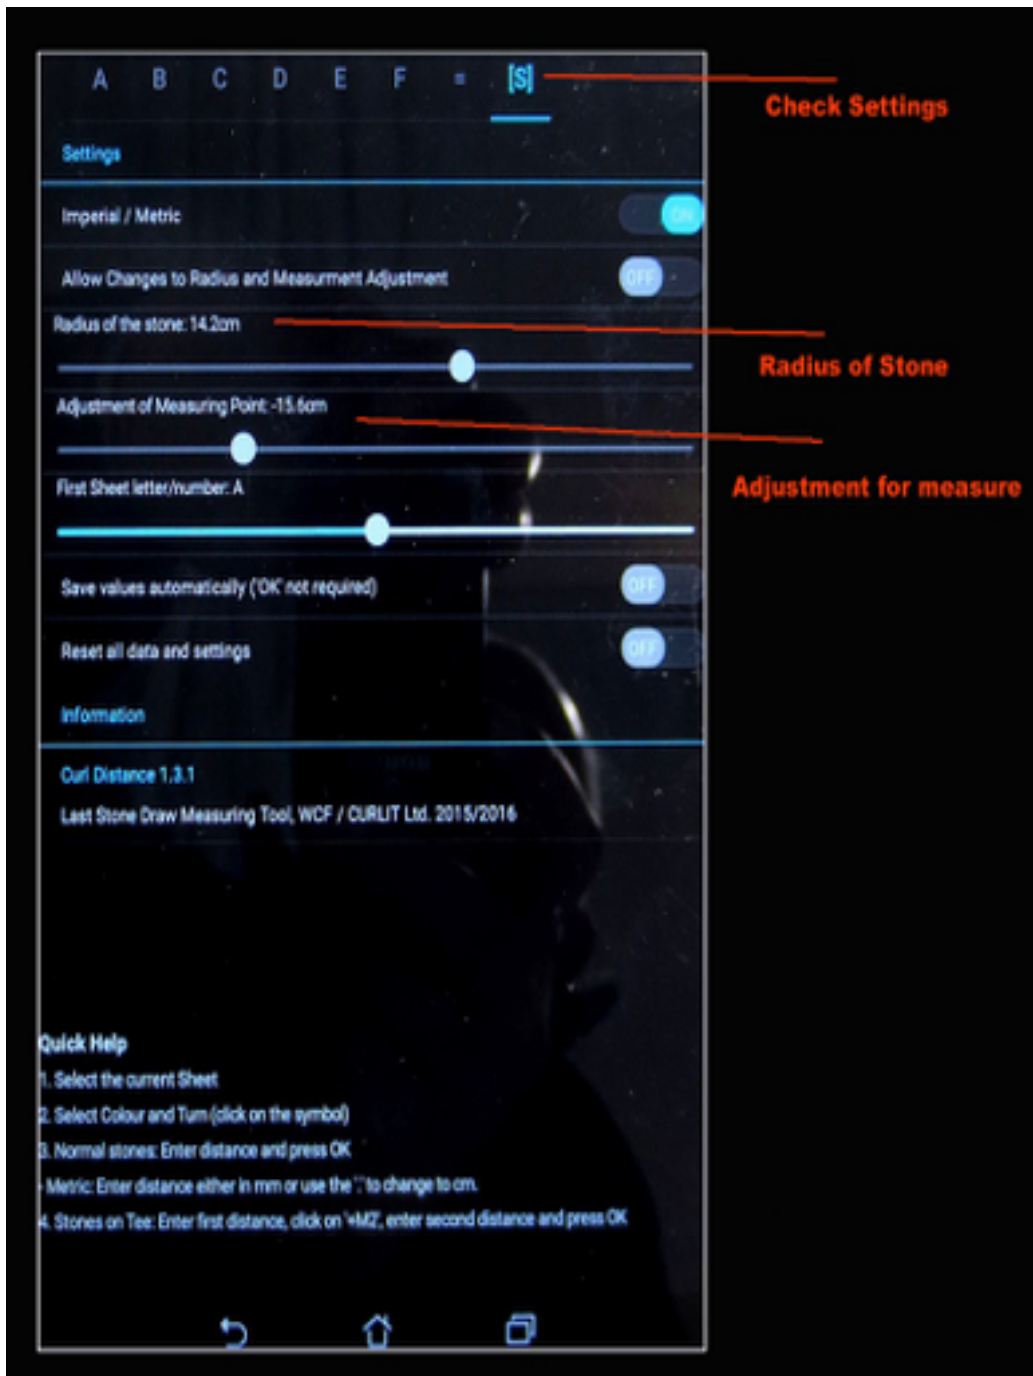 A B C D E F = [S]
Check Settings
Settings
Imperial / Metric ON
Allow Changes to Radius and Measurment Adjustment OFF
Radius of the stone: 14.2cm
Radius of Stone
Adjustment of Measuring Point: -15.6cm
Adjustment for measure
First Sheet letter/number: A
Save values automatically ('OK' not required) OFF
Reset all data and settings OFF
Information
Curl Distance 1.3.1
Last Stone Draw Measuring Tool, WCF / CURLIT Ltd. 2015/2016
Quick Help
1. Select the current Sheet
2. Select Colour and Turn (click on the symbol)
3. Normal stones: Enter distance and press OK
- Metric: Enter distance either in mm or use the '.' to change to cm.
4. Stones on Tee: Enter first distance, click on '+M2', enter second distance and press OK